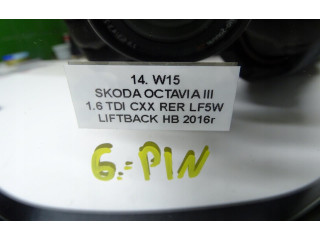 14. W15
SKODA OCTAVIA III
1.6 TDI CXX RER LF5W
LIFTBACK HB 2016r
6.-PIN